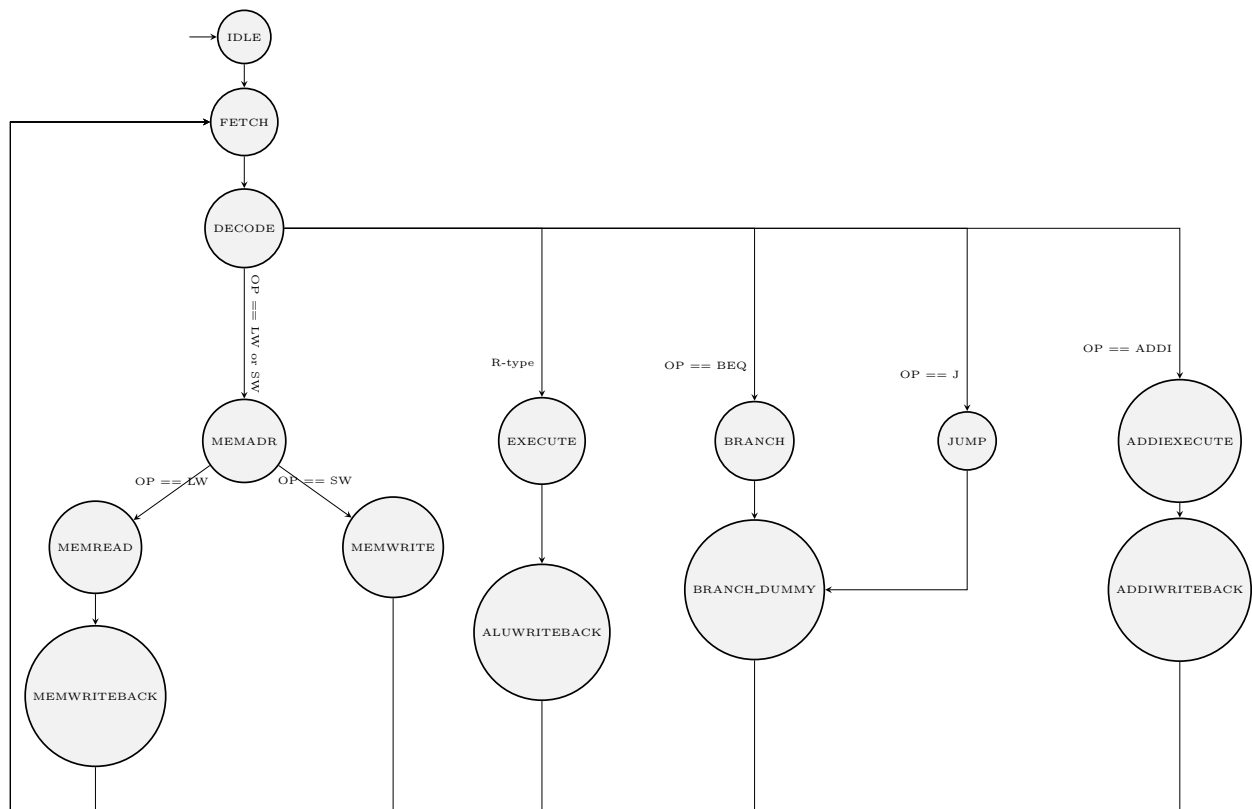 IDLE
FETCH
DECODE
OP == LW or SW
R-type
OP == BEQ
OP == J
OP == ADDI
MEMADR
EXECUTE
BRANCH
JUMP
ADDIEXECUTE
OP == LW
OP == SW
MEMREAD
MEMWRITE
BRANCH_DUMMY
ADDIWRITEBACK
ALUWRITEBACK
MEMWRITEBACK